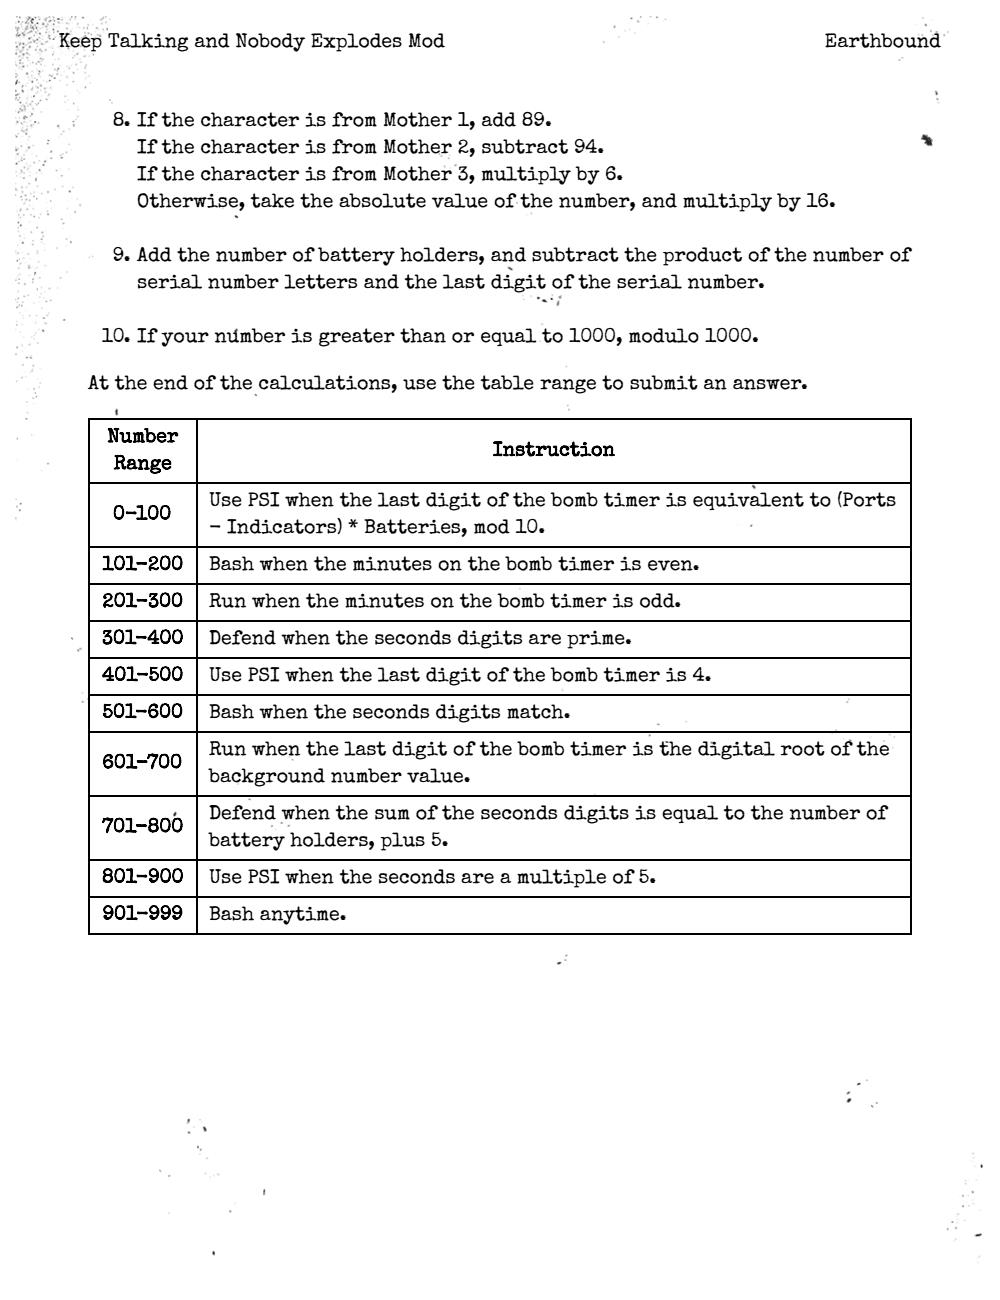 Keep Talking and Nobody Explodes Mod
Earthbound
8. If the character is from Mother 1, add 89.
If the character is from Mother 2, subtract 94.
If the character is from Mother 3, multiply by 6.
Otherwise, take the absolute value of the number, and multiply by 16.
9. Add the number of battery holders, and subtract the product of the number of
serial number letters and the last digit of the serial number.
10. If your number is greater than or equal to 1000, modulo 1000.
At the end of the calculations, use the table range to submit an answer.
Number
Range
Instruction
0-100
Use PSI when the last digit of the bomb timer is equivalent to (Ports
- Indicators) * Batteries, mod 10.
101-200
Bash when the minutes on the bomb timer is even.
201-300
Run when the minutes on the bomb timer is odd.
301-400
Defend when the seconds digits are prime.
401-500
Use PSI when the last digit of the bomb timer is 4.
501-600
Bash when the seconds digits match.
601-700
Run when the last digit of the bomb timer is the digital root of the
background number value.
701-800
Defend when the sum of the seconds digits is equal to the number of
battery holders, plus 5.
801-900
Use PSI when the seconds are a multiple of 5.
901-999
Bash anytime.